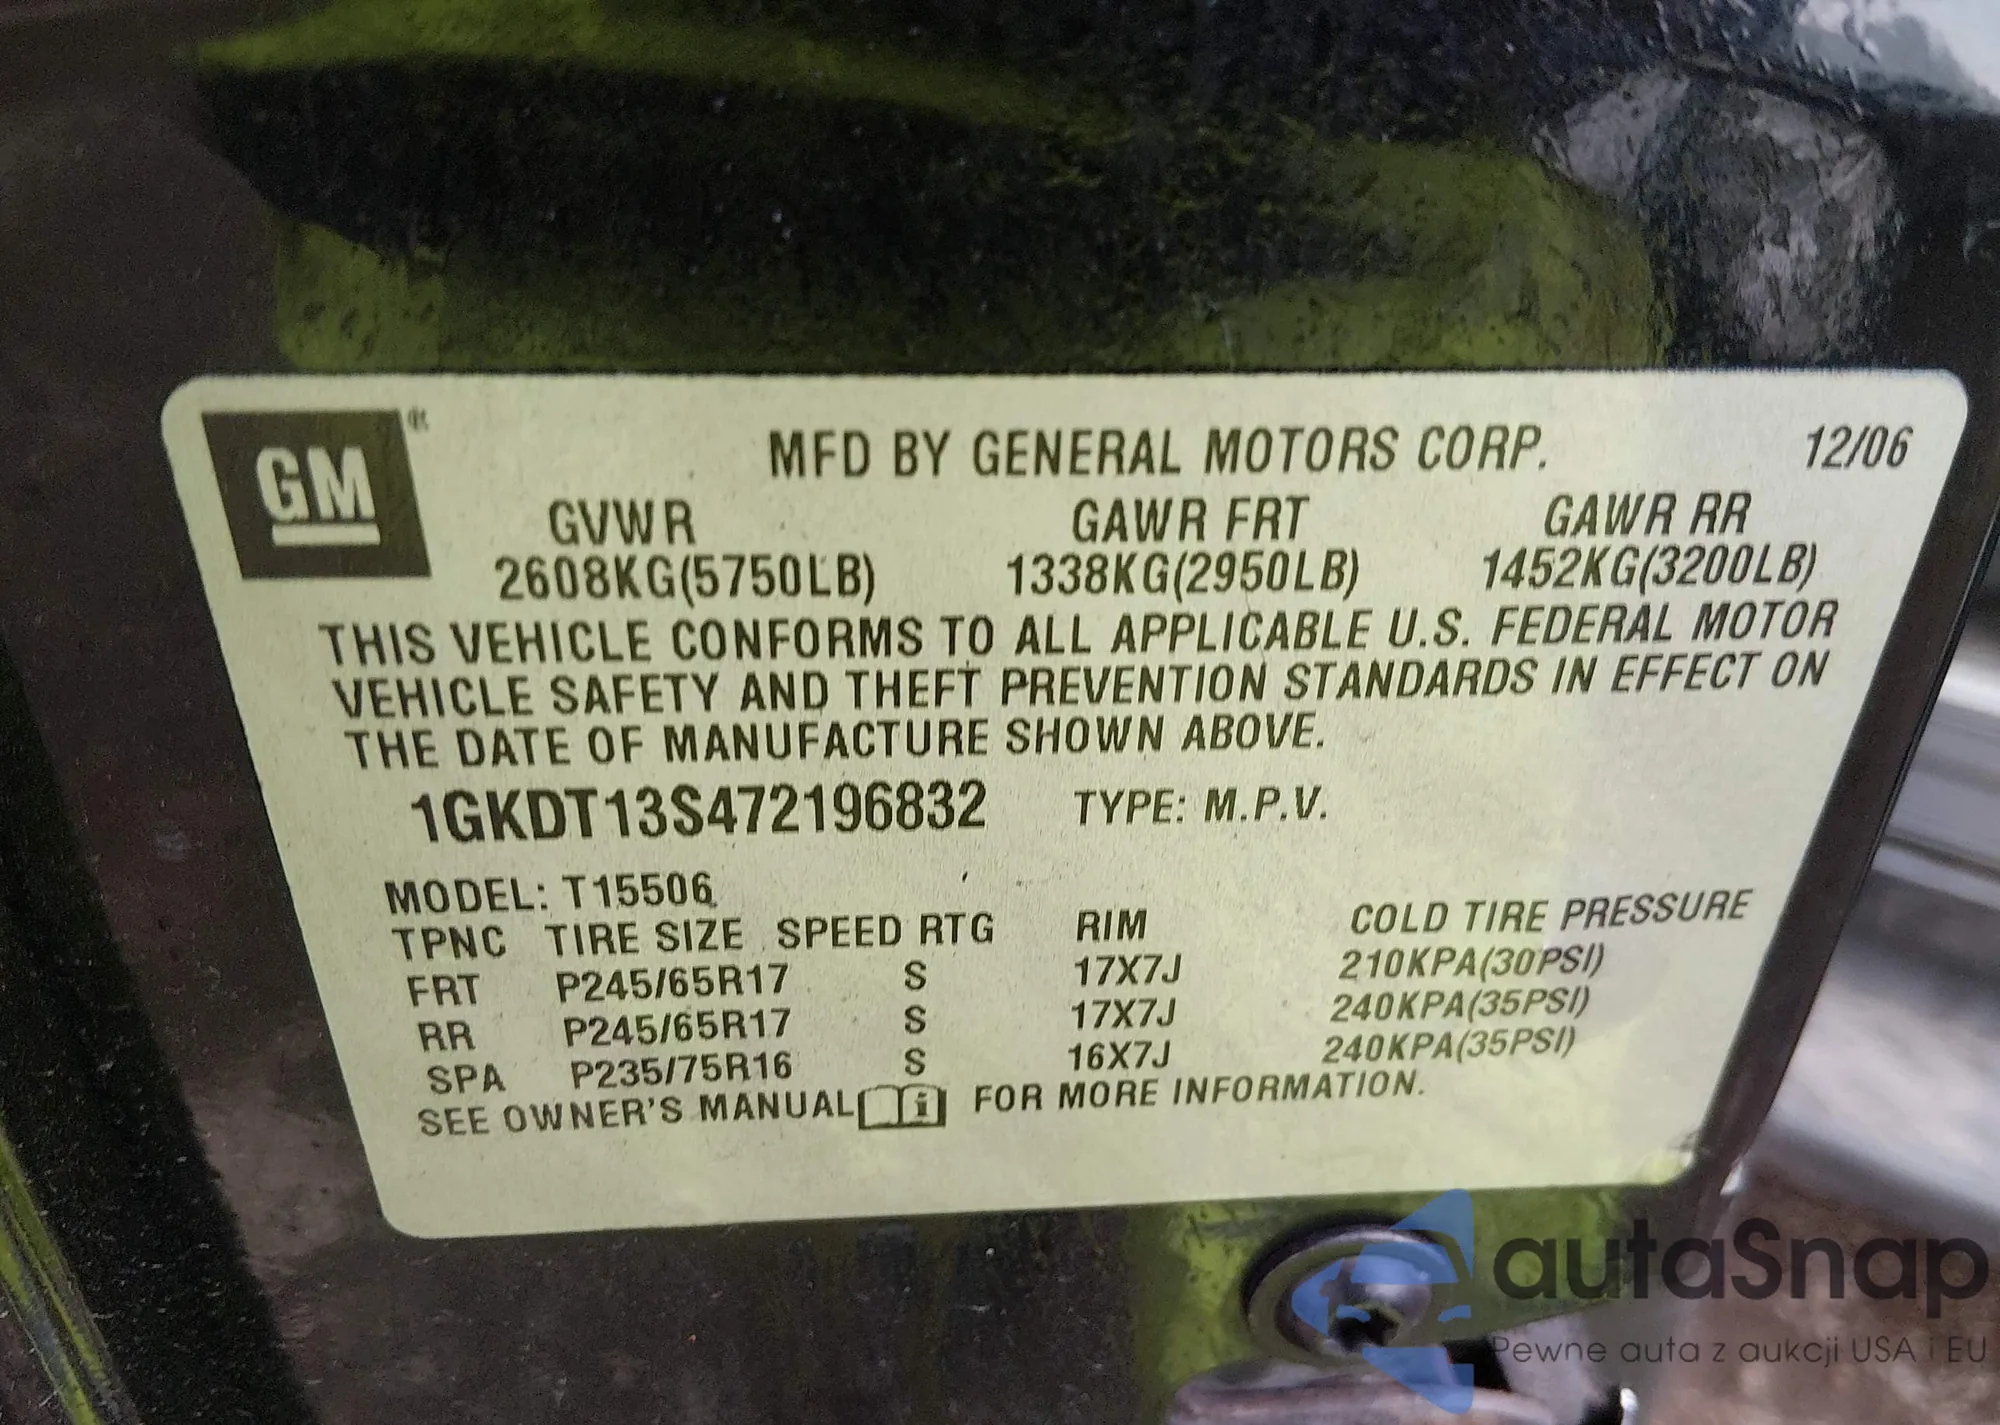 GM ®
MFD BY GENERAL MOTORS CORP. 12/06
GVWR GAWR FRT GAWR RR
2608KG(5750LB) 1338KG(2950LB) 1452KG(3200LB)
THIS VEHICLE CONFORMS TO ALL APPLICABLE U.S. FEDERAL MOTOR
VEHICLE SAFETY AND THEFT PREVENTION STANDARDS IN EFFECT ON
THE DATE OF MANUFACTURE SHOWN ABOVE.
1GKDT13S472196832 TYPE: M.P.V.
MODEL: T15506
TPNC TIRE SIZE SPEED RTG RIM COLD TIRE PRESSURE
FRT P245/65R17 S 17X7J 210KPA(30PSI)
RR P245/65R17 S 17X7J 240KPA(35PSI)
SPA P235/75R16 S 16X7J 240KPA(35PSI)
SEE OWNER'S MANUAL i FOR MORE INFORMATION.
autaSnap
Pewne auta z aukcji USA i EU